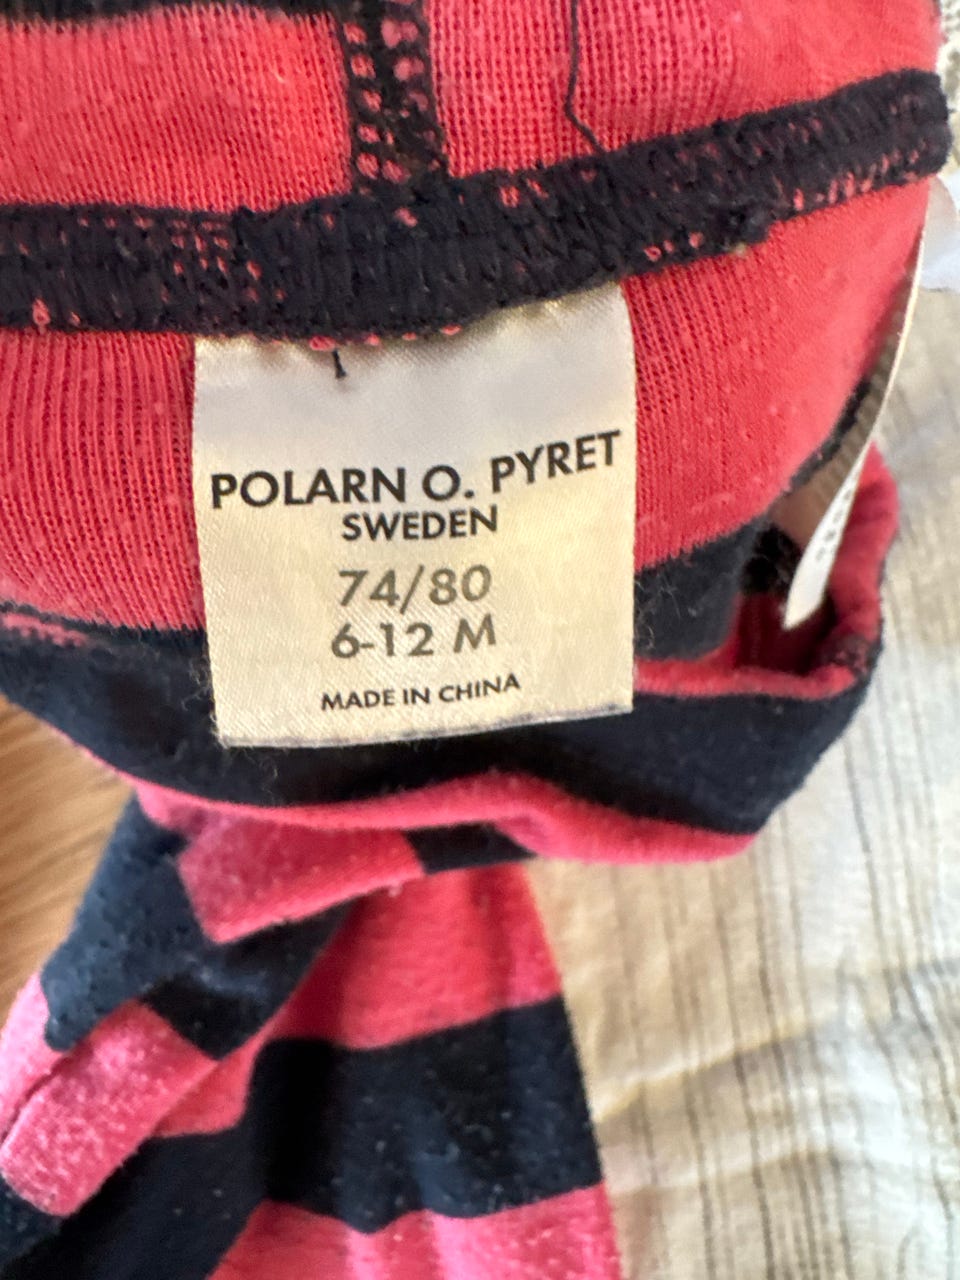 POLARN O. PYRET
SWEDEN
74/80
6-12 M
MADE IN CHINA